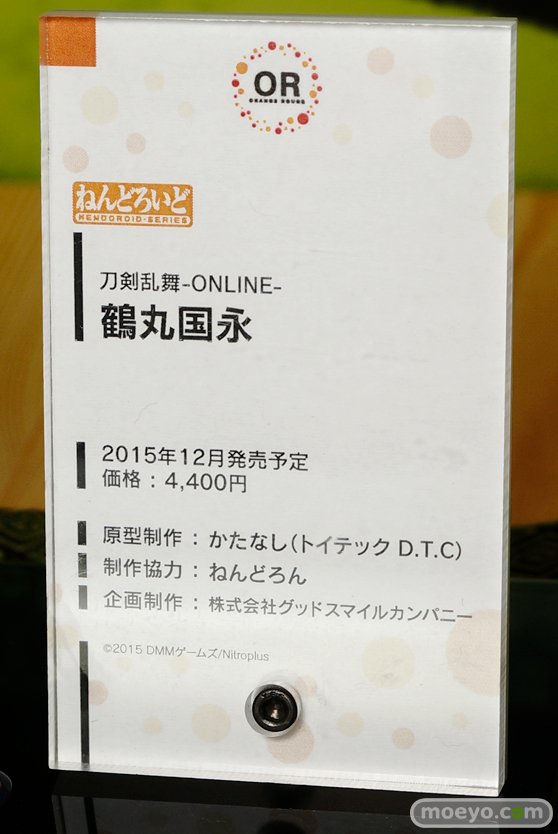 OR
ORANGE ROUGE
ねんどろいど
NENDOROID-SERIES
刀剣乱舞-ONLINE-
鶴丸国永
2015年12月発売予定
価格：4,400円
原型制作：かたなし（トイテック D.T.C）
制作協力：ねんどろん
企画制作：株式会社グッドスマイルカンパニー
©2015 DMMゲームズ/Nitroplus
moeyo.com